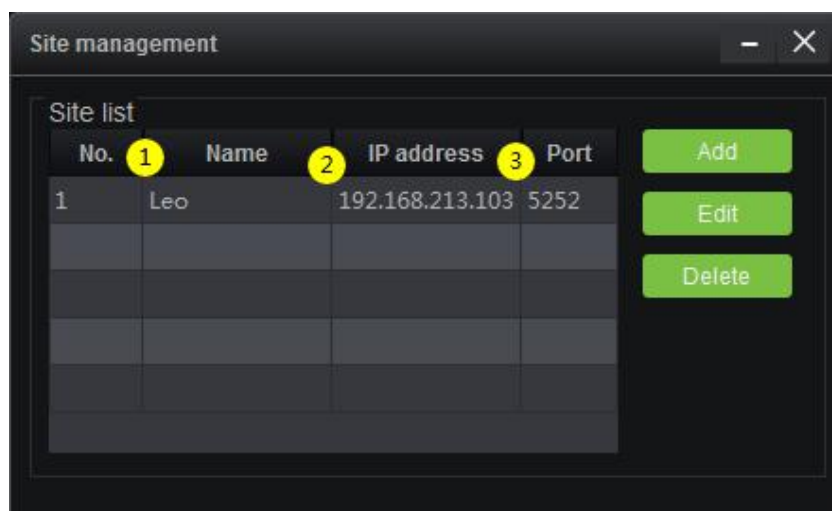 Site management
Site list
No. 1 Name 2 IP address 3 Port
Add
1 Leo 192.168.213.103 5252
Edit
Delete